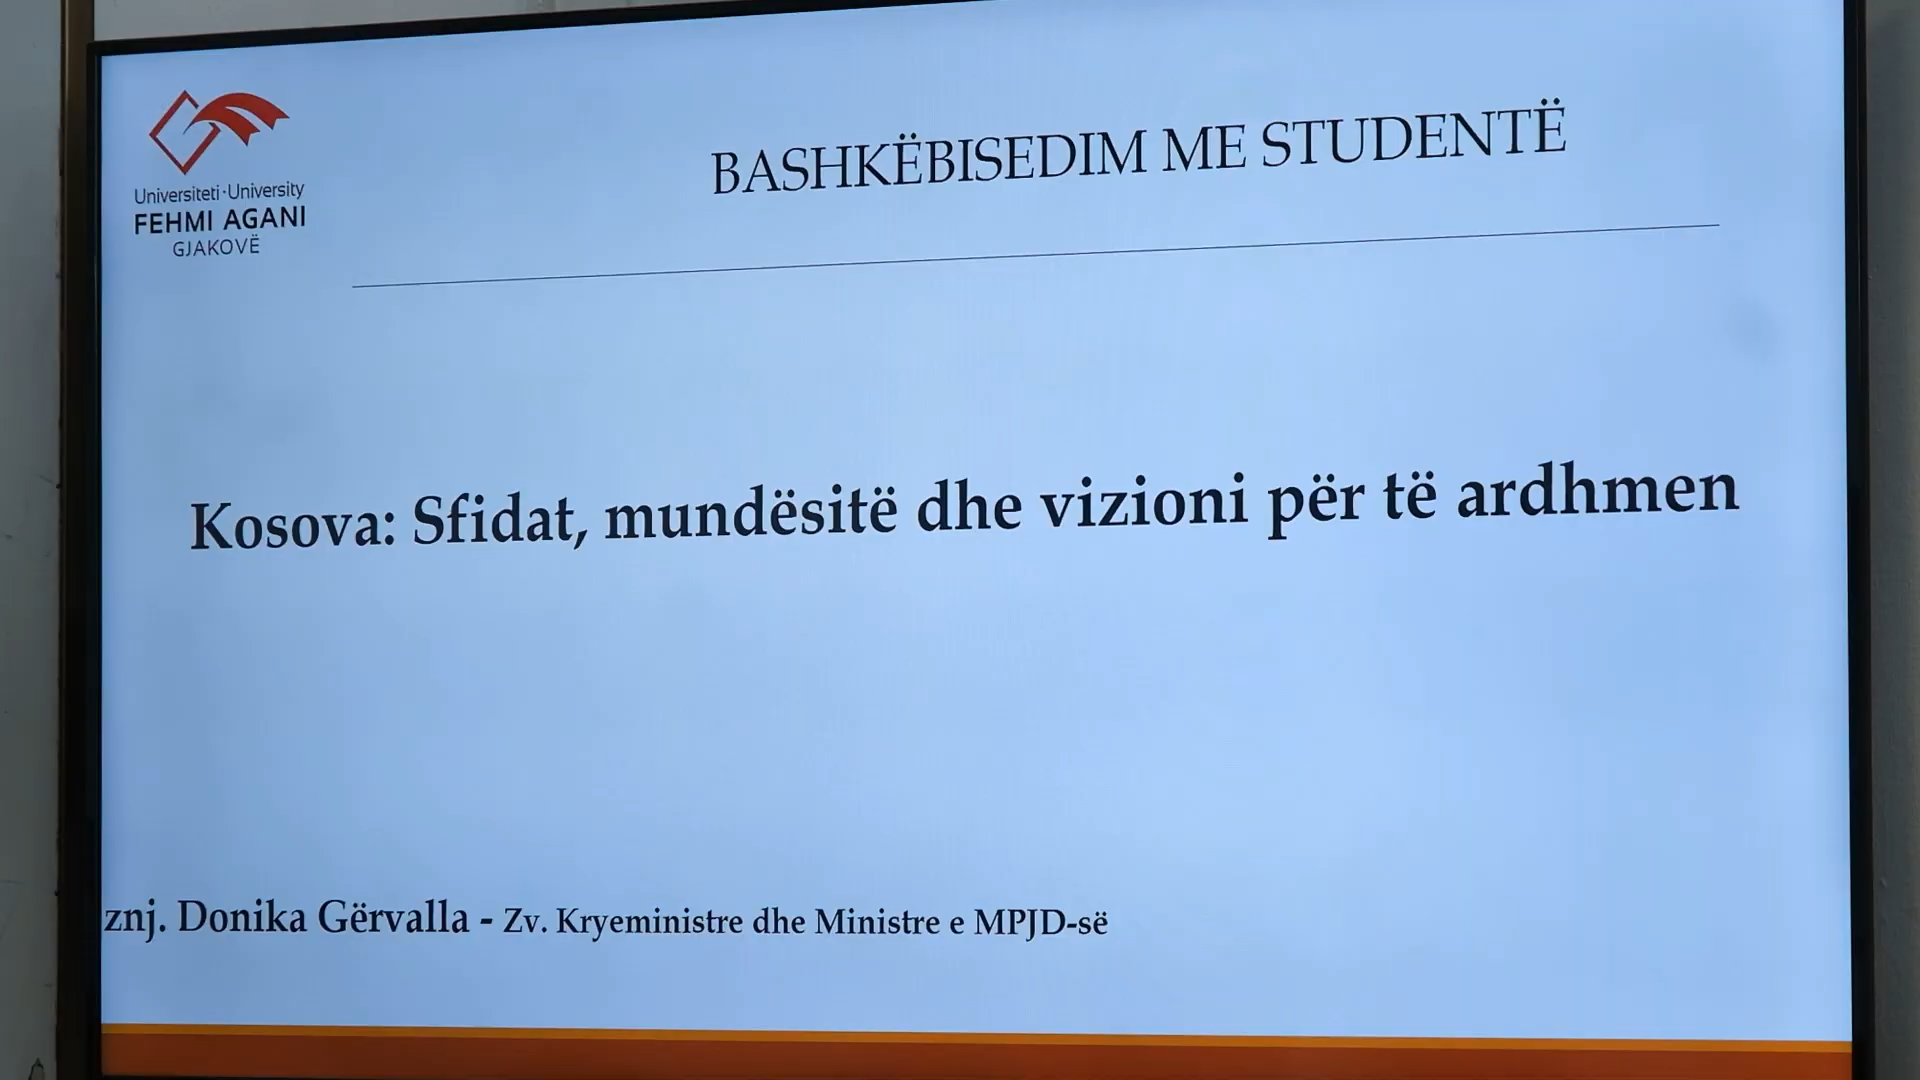 Universiteti·University
FEHMI AGANI
GJAKOVË
BASHKËBISEDIM ME STUDENTË
Kosova: Sfidat, mundësitë dhe vizioni për të ardhmen
znj. Donika Gërvalla - Zv. Kryeministre dhe Ministre e MPJD-së